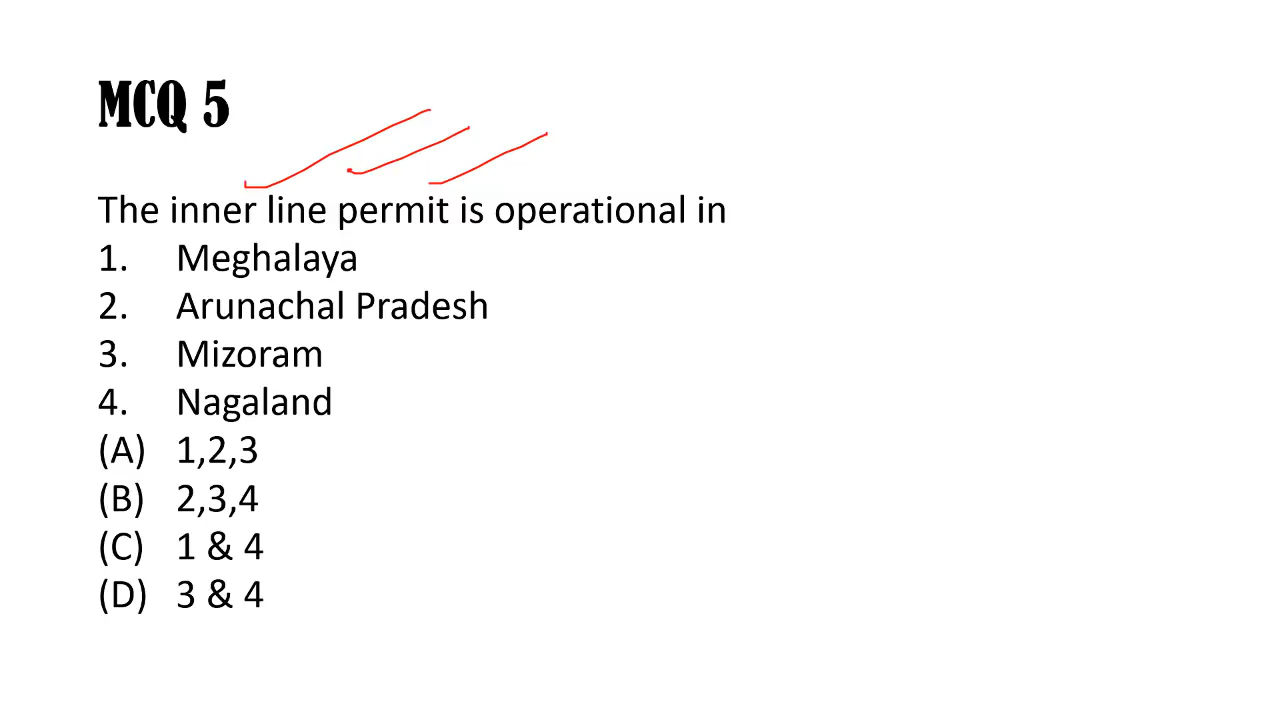 MCQ 5
The inner line permit is operational in
1. Meghalaya
2. Arunachal Pradesh
3. Mizoram
4. Nagaland
(A) 1,2,3
(B) 2,3,4
(C) 1 & 4
(D) 3 & 4